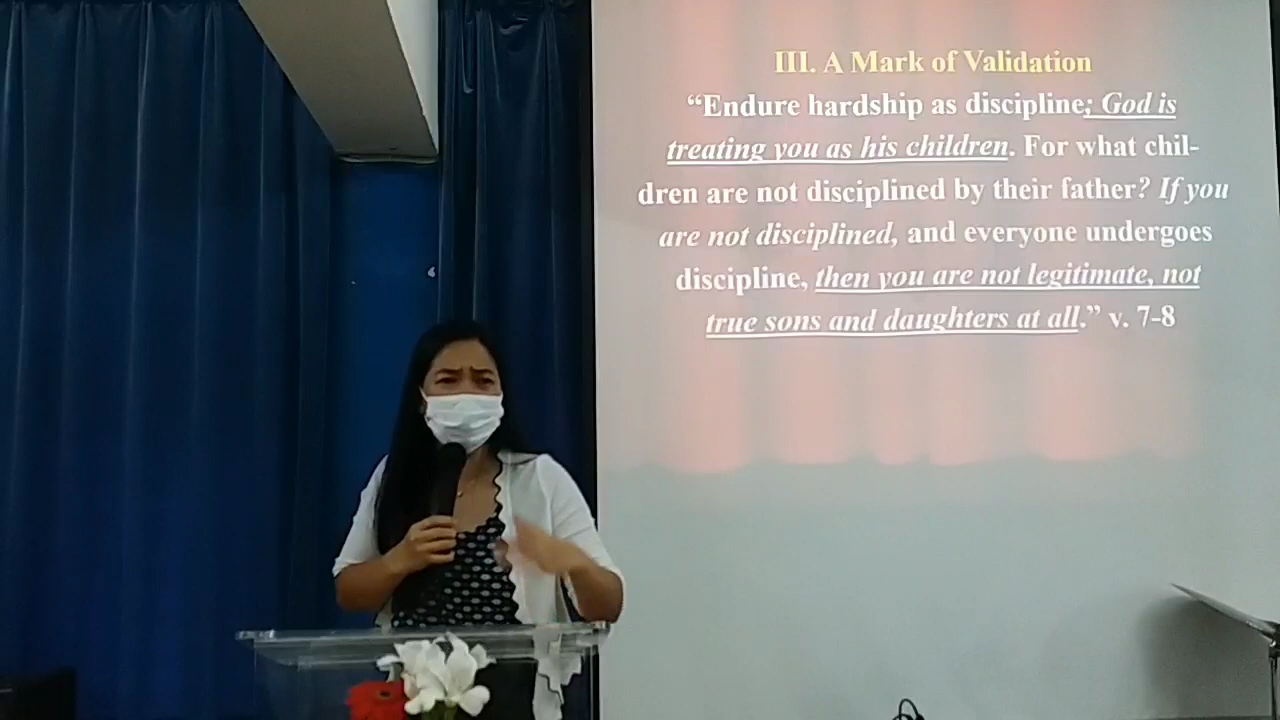 III. A Mark of Validation
“Endure hardship as discipline; God is
treating you as his children. For what chil-
dren are not disciplined by their father? If you
are not disciplined, and everyone undergoes
discipline, then you are not legitimate, not
true sons and daughters at all.” v. 7-8